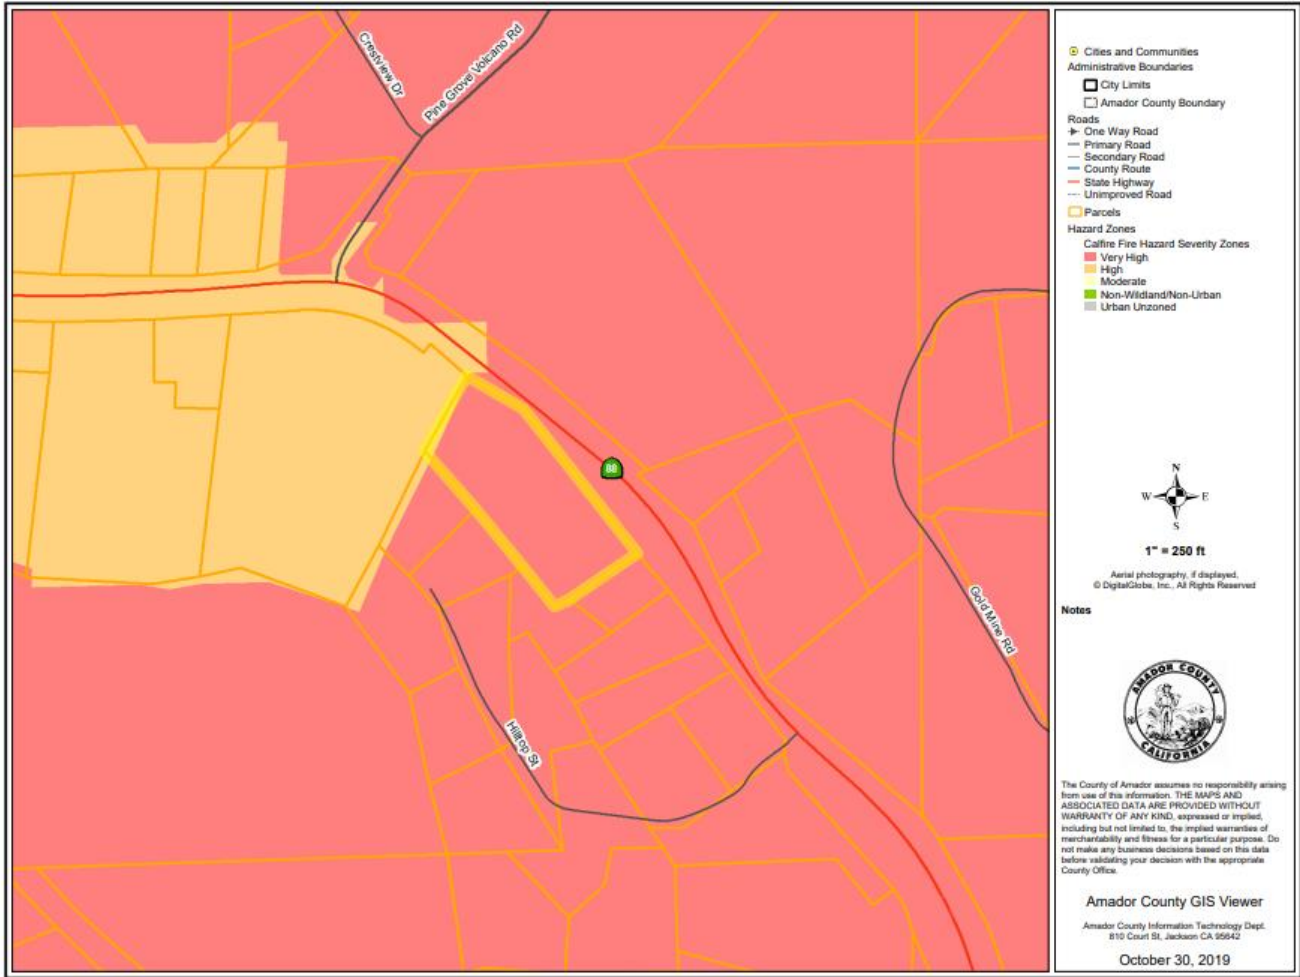 Crestview Dr
Pine Grove Volcano Rd
88
Gold Mine Rd
Hilltop St
Cities and Communities
Administrative Boundaries
City Limits
Amador County Boundary
Roads
One Way Road
Primary Road
Secondary Road
County Route
State Highway
Unimproved Road
Parcels
Hazard Zones
Calfire Fire Hazard Severity Zones
Very High
High
Moderate
Non-Wildland/Non-Urban
Urban Unzoned
N
W E
S
1" = 250 ft
Aerial photography, if displayed,
© DigitalGlobe, Inc., All Rights Reserved
Notes
AMADOR COUNTY
CALIFORNIA
The County of Amador assumes no responsibility arising
from use of this information. THE MAPS AND
ASSOCIATED DATA ARE PROVIDED WITHOUT
WARRANTY OF ANY KIND, expressed or implied,
including but not limited to, the implied warranties of
merchantability and fitness for a particular purpose. Do
not make any business decisions based on this data
before validating your decision with the appropriate
County Office.
Amador County GIS Viewer
Amador County Information Technology Dept.
810 Court St, Jackson CA 95642
October 30, 2019